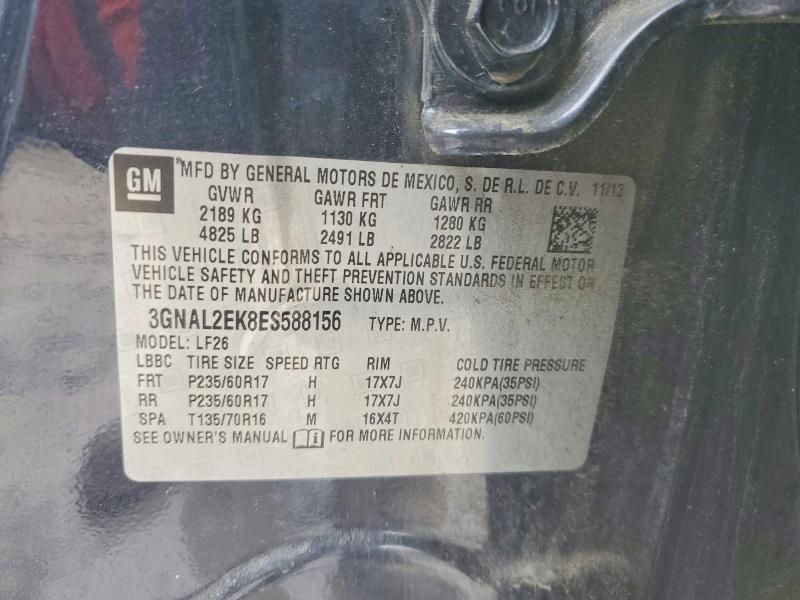 GM
*MFD BY GENERAL MOTORS DE MEXICO, S. DE R.L. DE C.V. 11/13
GVWR GAWR FRT GAWR RR
2189 KG 1130 KG 1280 KG
4825 LB 2491 LB 2822 LB
THIS VEHICLE CONFORMS TO ALL APPLICABLE U.S. FEDERAL MOTOR
VEHICLE SAFETY AND THEFT PREVENTION STANDARDS IN EFFECT ON
THE DATE OF MANUFACTURE SHOWN ABOVE.
3GNAL2EK8ES588156 TYPE: M.P.V.
MODEL: LF26
LBBC TIRE SIZE SPEED RTG RIM COLD TIRE PRESSURE
FRT P235/60R17 H 17X7J 240KPA(35PSI)
RR P235/60R17 H 17X7J 240KPA(35PSI)
SPA T135/70R16 M 16X4T 420KPA(60PSI)
SEE OWNER'S MANUAL FOR MORE INFORMATION.